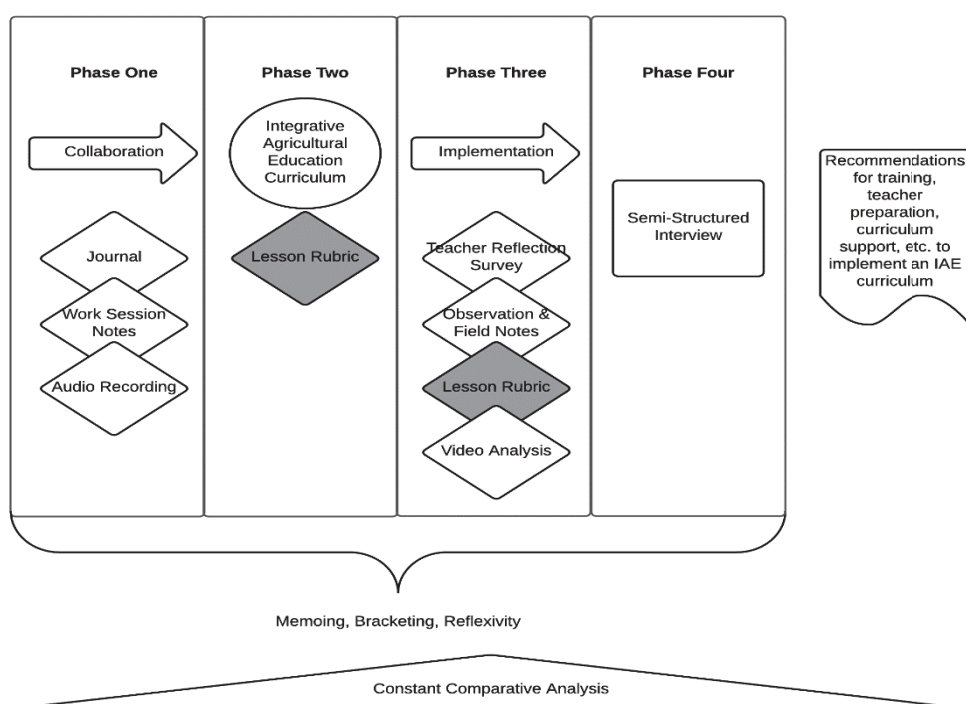 Phase One
Collaboration
Journal
Work Session
Notes
Audio Recording
Phase Two
Integrative
Agricultural
Education
Curriculum
Lesson Rubric
Phase Three
Implementation
Teacher Reflection
Survey
Observation &
Field Notes
Lesson Rubric
Video Analysis
Phase Four
Semi-Structured
Interview
Recommendations
for training,
teacher
preparation,
curriculum
support, etc. to
implement an IAE
curriculum
Memoing, Bracketing, Reflexivity
Constant Comparative Analysis